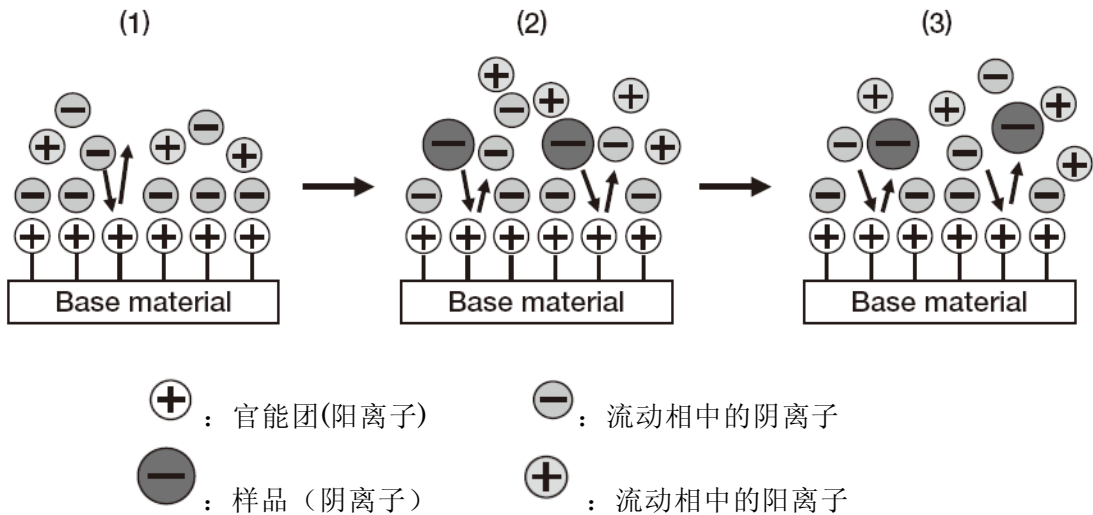 (1) (2) (3)
Base material Base material Base material
：官能团(阳离子) ：流动相中的阴离子
：样品（阴离子） ：流动相中的阳离子